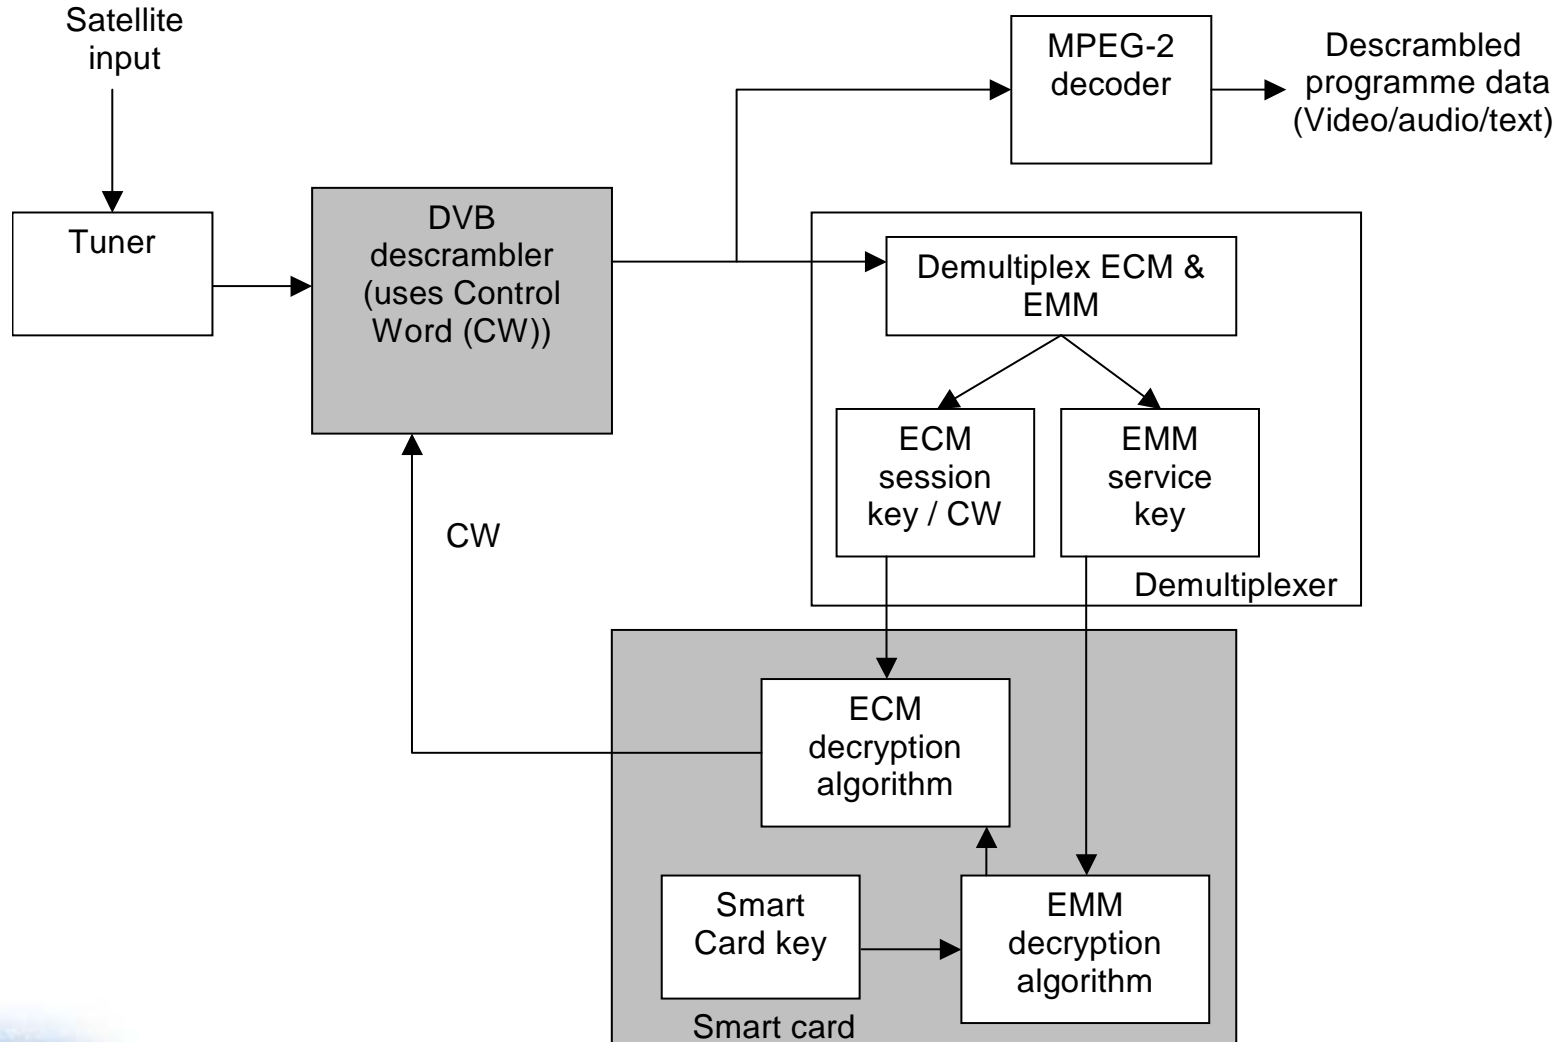 Satellite
input
MPEG-2
decoder
Descrambled
programme data
(Video/audio/text)
Tuner
DVB
descrambler
(uses Control
Word (CW))
Demultiplex ECM &
EMM
ECM
session
key / CW
EMM
service
key
CW
Demultiplexer
ECM
decryption
algorithm
Smart
Card key
EMM
decryption
algorithm
Smart card